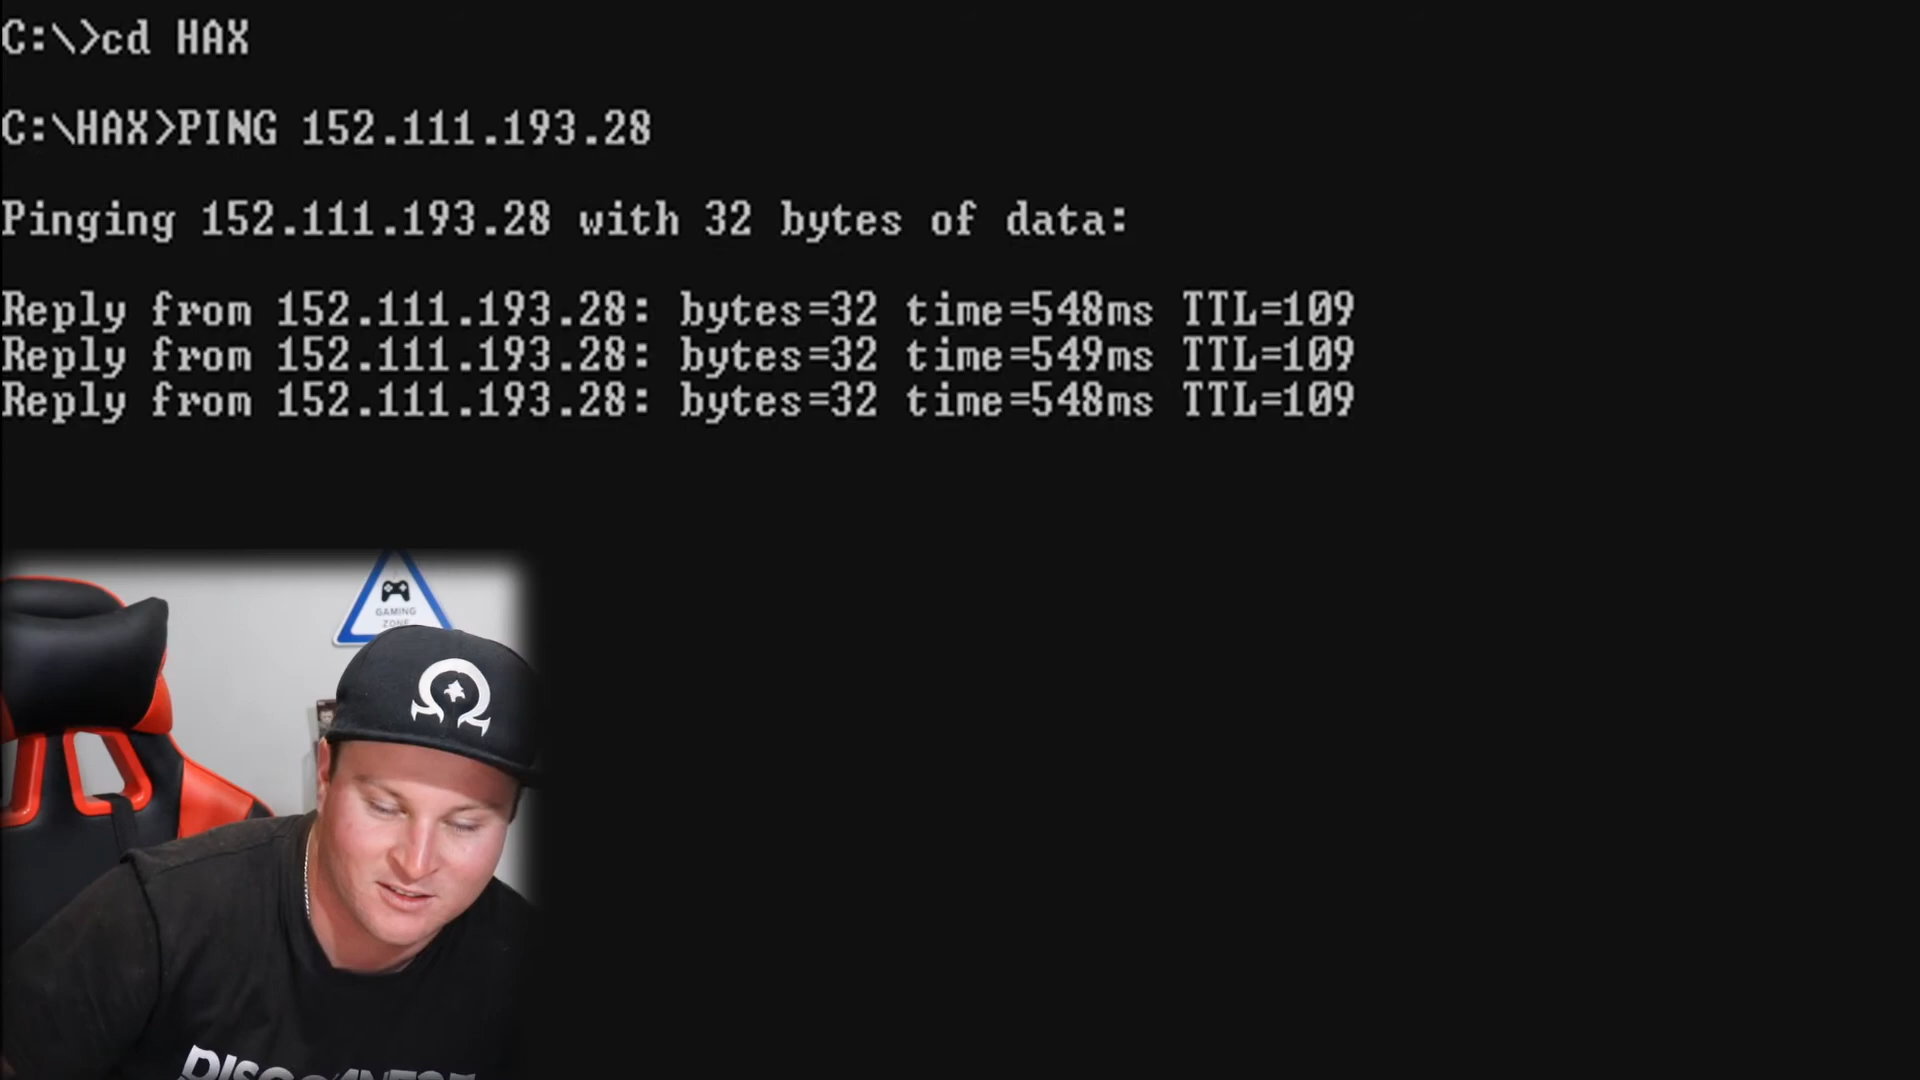 C:\>cd HAX
C:\HAX>PING 152.111.193.28
Pinging 152.111.193.28 with 32 bytes of data:
Reply from 152.111.193.28: bytes=32 time=548ms TTL=109
Reply from 152.111.193.28: bytes=32 time=549ms TTL=109
Reply from 152.111.193.28: bytes=32 time=548ms TTL=109
GAMING
ZONE